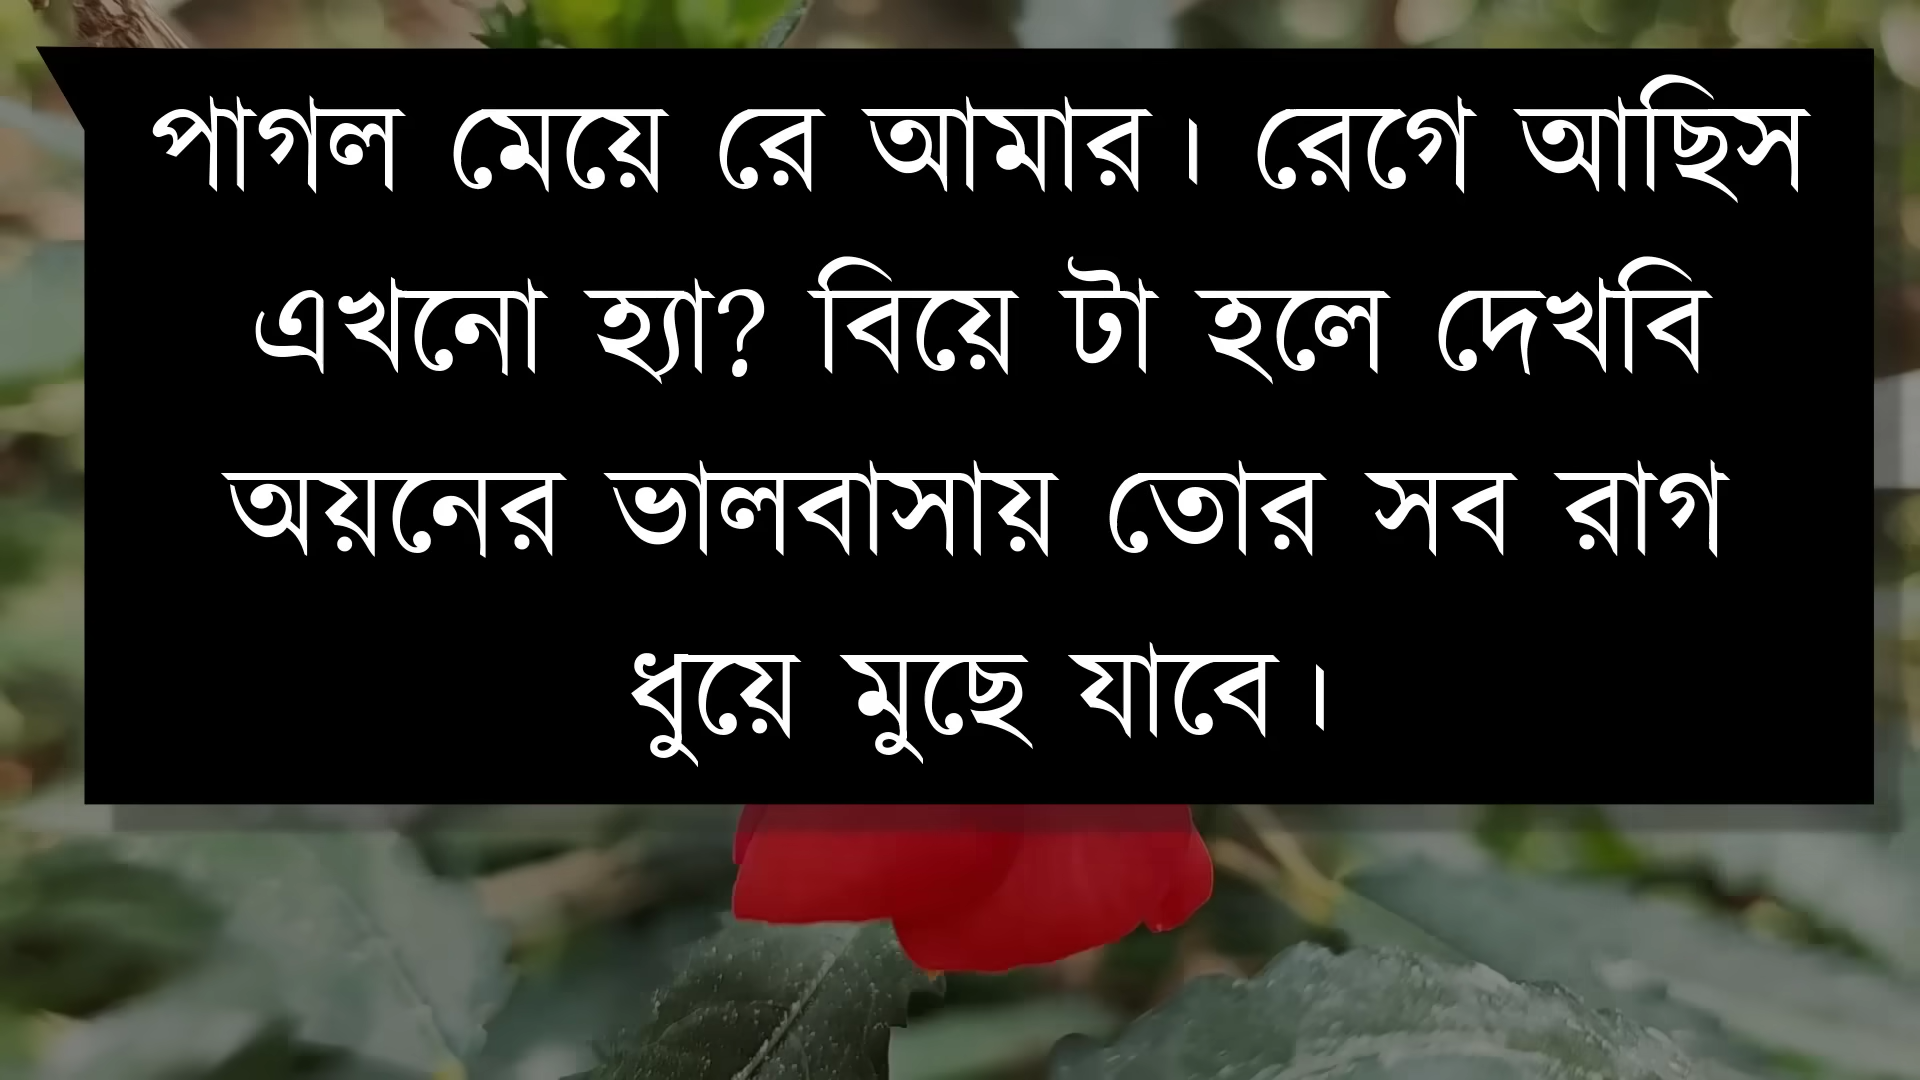 পাগল মেয়ে রে আমার। রেগে আছিস
এখনো হ্যা? বিয়ে টা হলে দেখবি
অয়নের ভালবাসায় তোর সব রাগ
ধুয়ে মুছে যাবে।